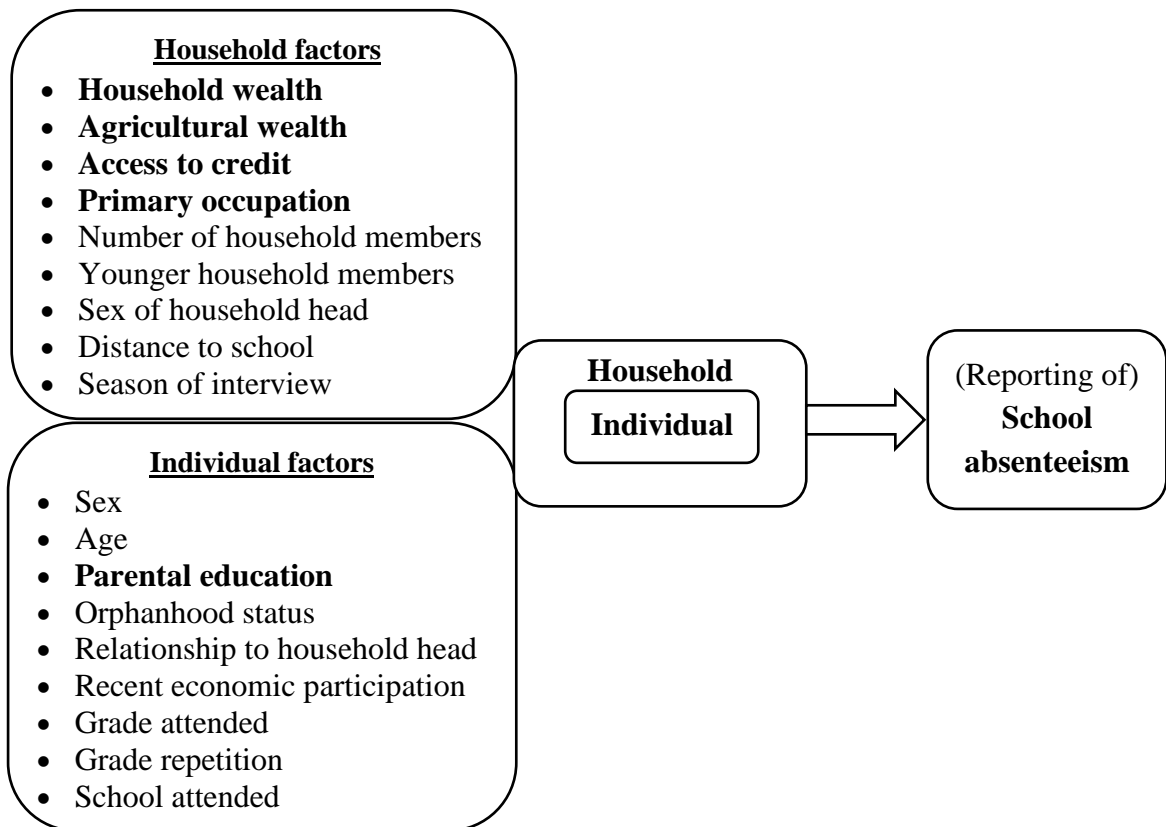 Household factors
• Household wealth
• Agricultural wealth
• Access to credit
• Primary occupation
• Number of household members
• Younger household members
• Sex of household head
• Distance to school
• Season of interview
Individual factors
• Sex
• Age
• Parental education
• Orphanhood status
• Relationship to household head
• Recent economic participation
• Grade attended
• Grade repetition
• School attended
Household
Individual
(Reporting of)
School
absenteeism